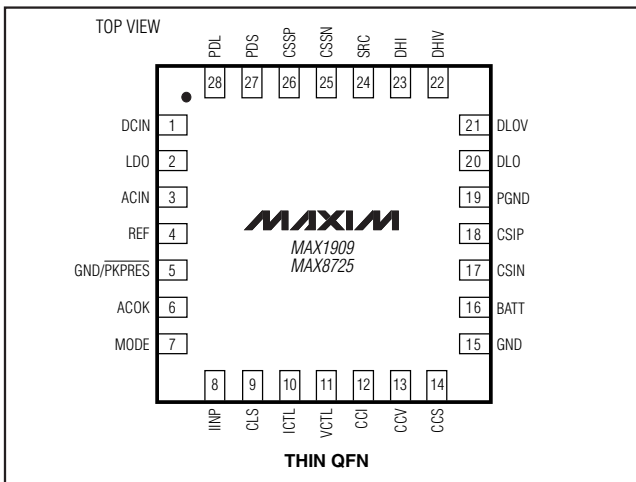 TOP VIEW
PDL
PDS
CSSP
CSSN
SRC
DHI
DHIV
28 27 26 25 24 23 22
DCIN 1
LDO 2
ACIN 3
REF 4
GND/PKPRES 5
ACOK 6
MODE 7
MAXIM
MAX1909
MAX8725
21 DLOV
20 DLO
19 PGND
18 CSIP
17 CSIN
16 BATT
15 GND
8 9 10 11 12 13 14
IINP
CLS
ICTL
VCTL
CCI
CCV
CCS
THIN QFN